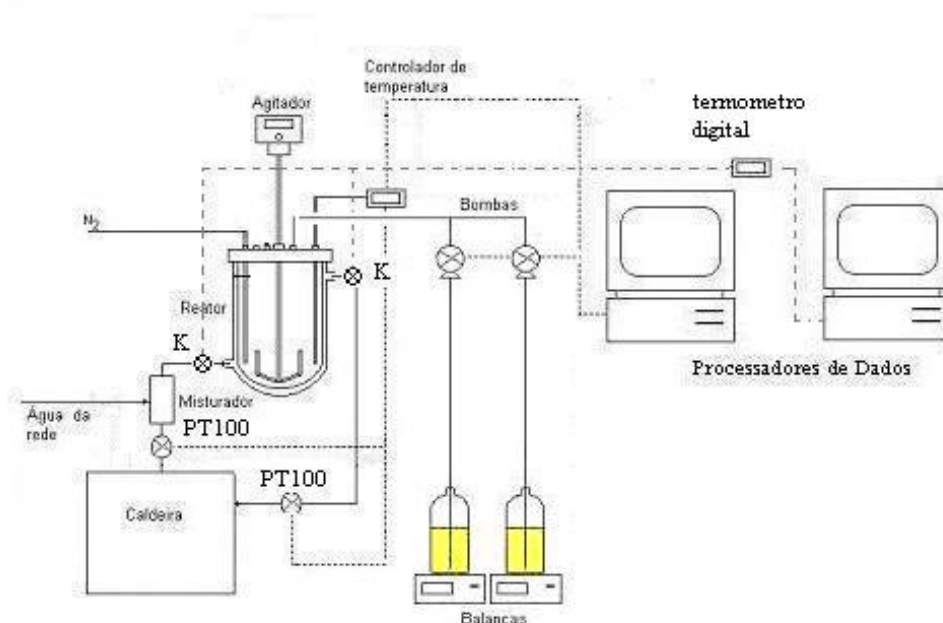 Controlador de
temperatura
termometro
digital
Agitador
Bombas
N2
K
Reator
K
Processadores de Dados
Misturador
Água da
rede
PT100
PT100
Caldeira
Balanças